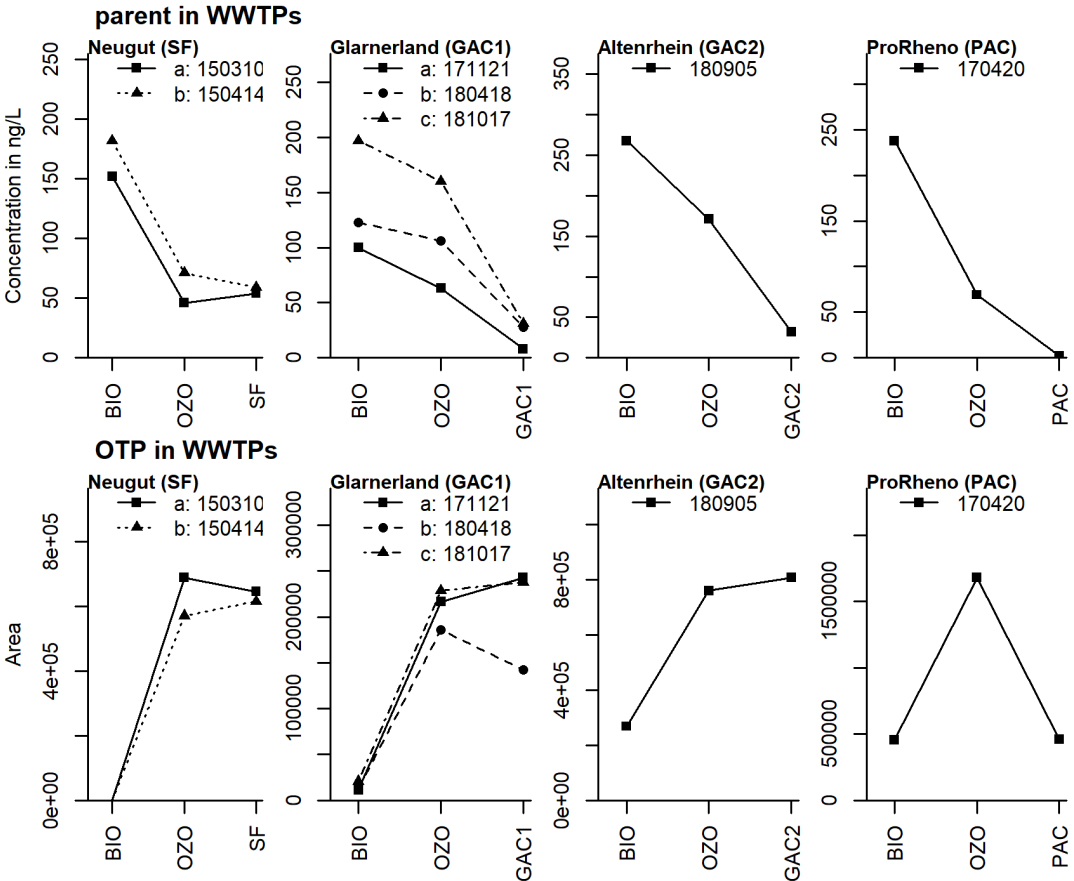 parent in WWTPs
Neugut (SF)
a: 150310
b: 150414
Concentration in ng/L
0
50
100
150
200
250
BIO
OZO
SF
Glarnerland (GAC1)
a: 171121
b: 180418
c: 181017
0
50
100
150
200
250
BIO
OZO
GAC1
Altenrhein (GAC2)
180905
0
50
150
250
350
BIO
OZO
GAC2
ProRheno (PAC)
170420
0
50
150
250
BIO
OZO
PAC
OTP in WWTPs
Neugut (SF)
a: 150310
b: 150414
Area
0e+00
4e+05
8e+05
BIO
OZO
SF
Glarnerland (GAC1)
a: 171121
b: 180418
c: 181017
0
100000
200000
300000
BIO
OZO
GAC1
Altenrhein (GAC2)
180905
0e+00
4e+05
8e+05
BIO
OZO
GAC2
ProRheno (PAC)
170420
0
500000
1500000
BIO
OZO
PAC